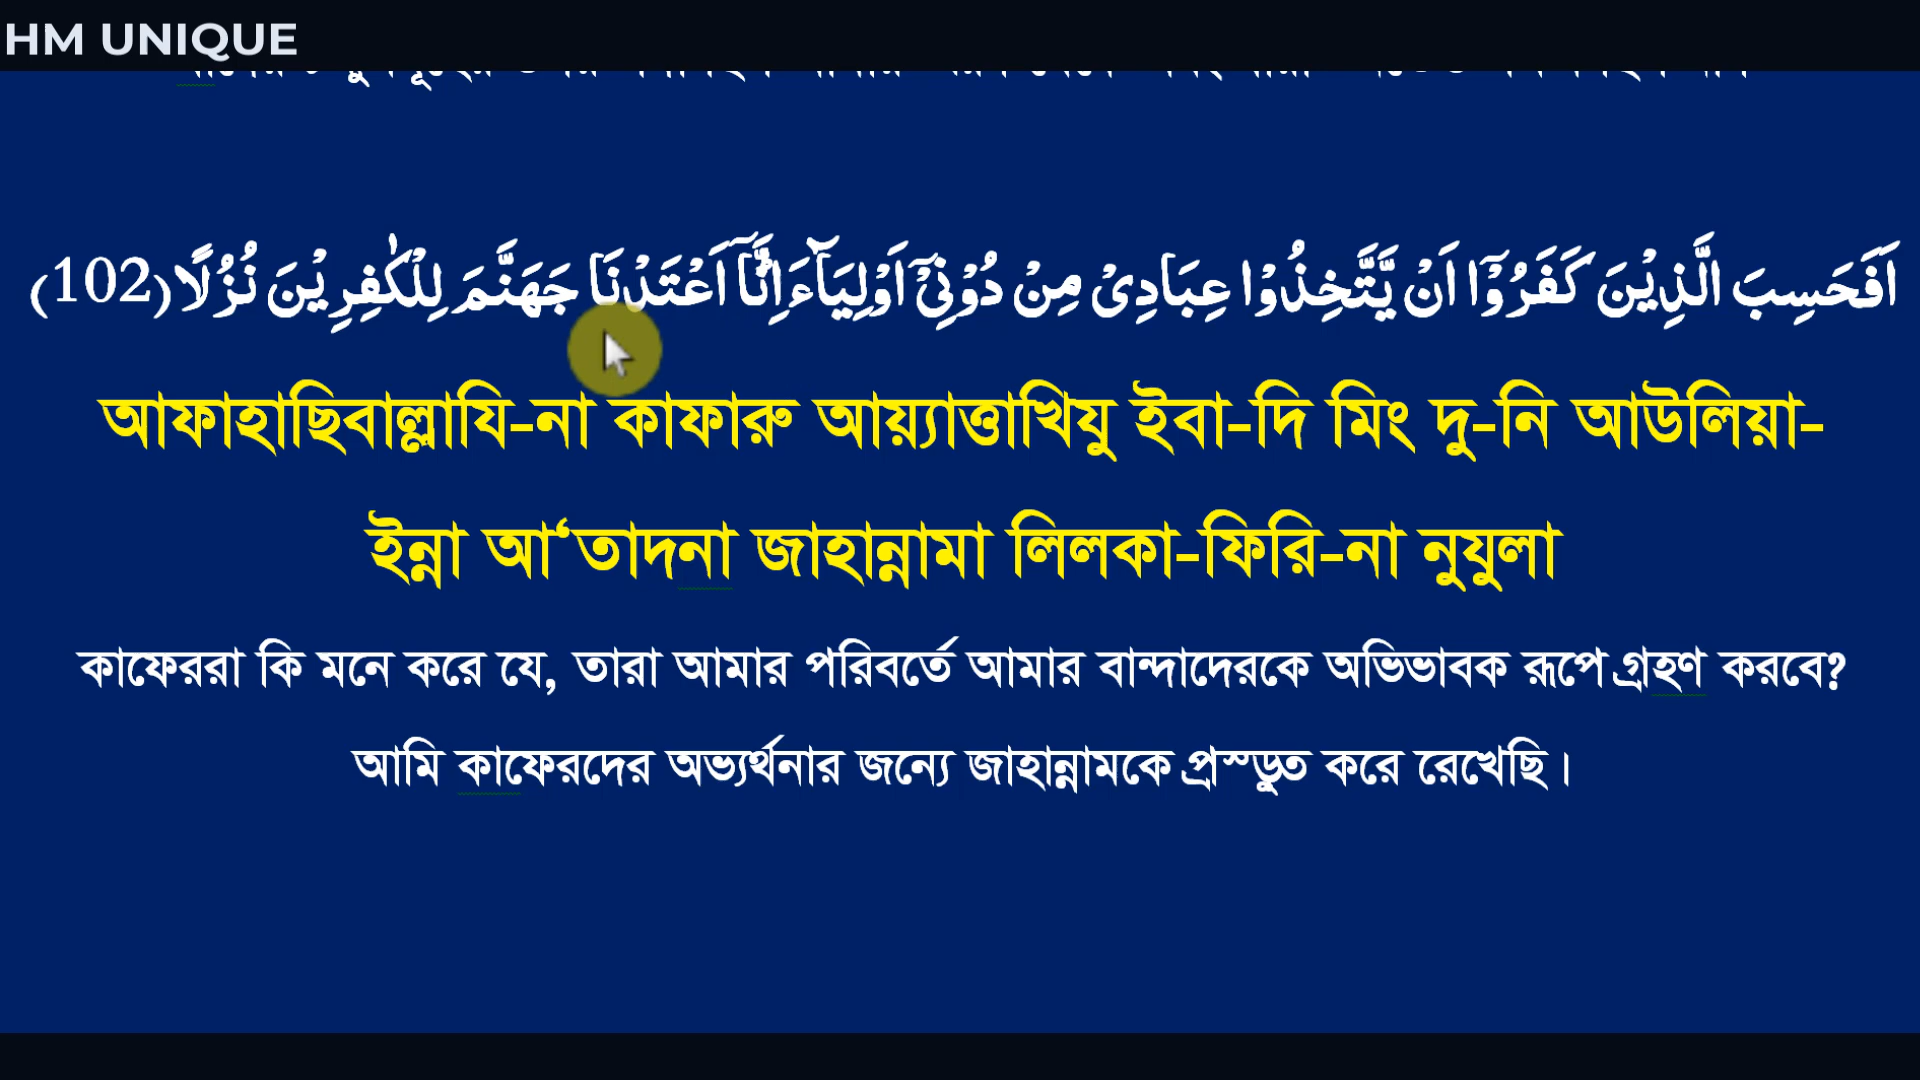 HM UNIQUE
اَفَحَسِبَ الَّذِيْنَ كَفَرُوْٓا اَنْ يَّتَّخِذُوْا عِبَادِىْ مِنْ دُوْنِىْٓ اَوْلِيَآءَ اِنَّآ اَعْتَدْنَا جَهَنَّمَ لِلْكٰفِرِيْنَ نُزُلًا(102)
আফাহাছিবাল্লাযি-না কাফারু আয়্যাত্তাখিযু ইবা-দি মিং দু-নি আউলিয়া-
ইন্না আ‘তাদনা জাহান্নামা লিলকা-ফিরি-না নুযুলা
কাফেররা কি মনে করে যে, তারা আমার পরিবর্তে আমার বান্দাদেরকে অভিভাবক রূপে গ্রহণ করবে?
আমি কাফেরদের অভ্যর্থনার জন্যে জাহান্নামকে প্রস্তুত করে রেখেছি।